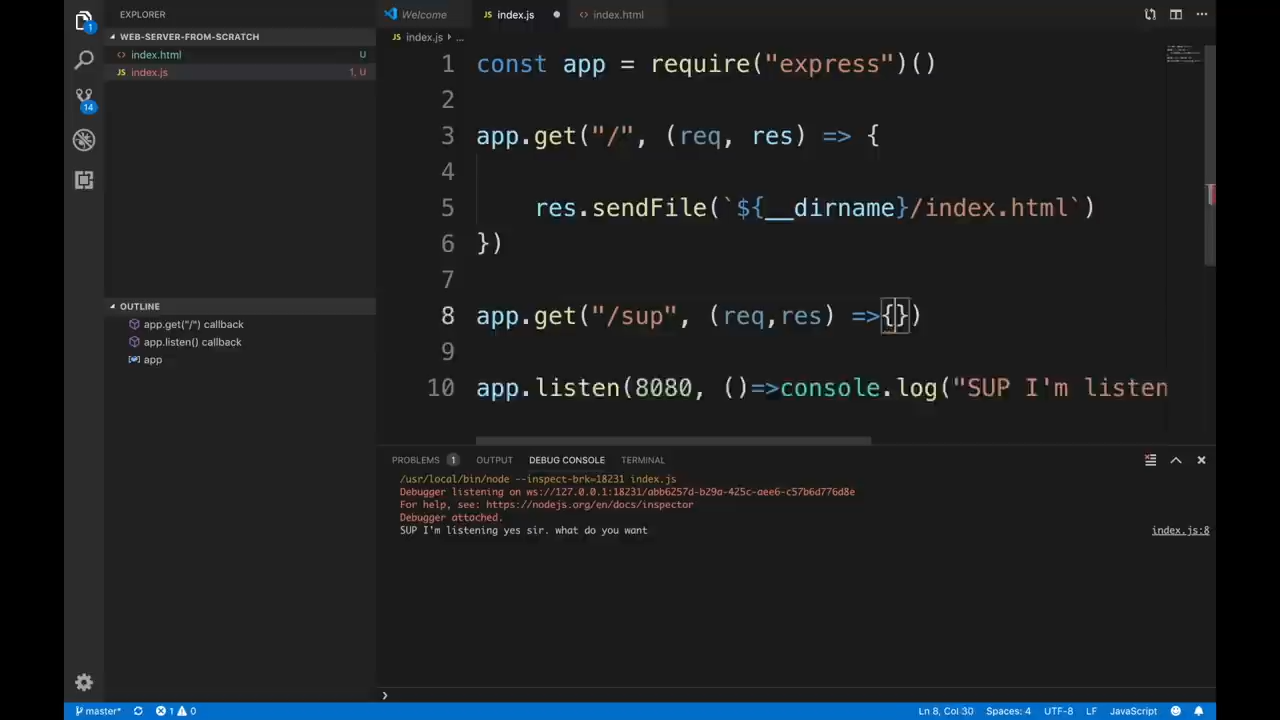 EXPLORER
WEB-SERVER-FROM-SCRATCH
index.html U
index.js 1, U
OUTLINE
app.get("/") callback
app.listen() callback
app
Welcome index.js index.html
index.js ...
1 const app = require("express")()
2
3 app.get("/", (req, res) => {
4
5 res.sendFile(`${__dirname}/index.html`)
6 })
7
8 app.get("/sup", (req,res) =>{})
9
10 app.listen(8080, ()=>console.log("SUP I'm listen
PROBLEMS 1 OUTPUT DEBUG CONSOLE TERMINAL
/usr/local/bin/node --inspect-brk=18231 index.js
Debugger listening on ws://127.0.0.1:18231/abb6257d-b29a-425c-aee6-c57b6d776d8e
For help, see: https://nodejs.org/en/docs/inspector
Debugger attached.
SUP I'm listening yes sir. what do you want index.js:8
1
14
master* 1 0 Ln 8, Col 30 Spaces: 4 UTF-8 LF JavaScript